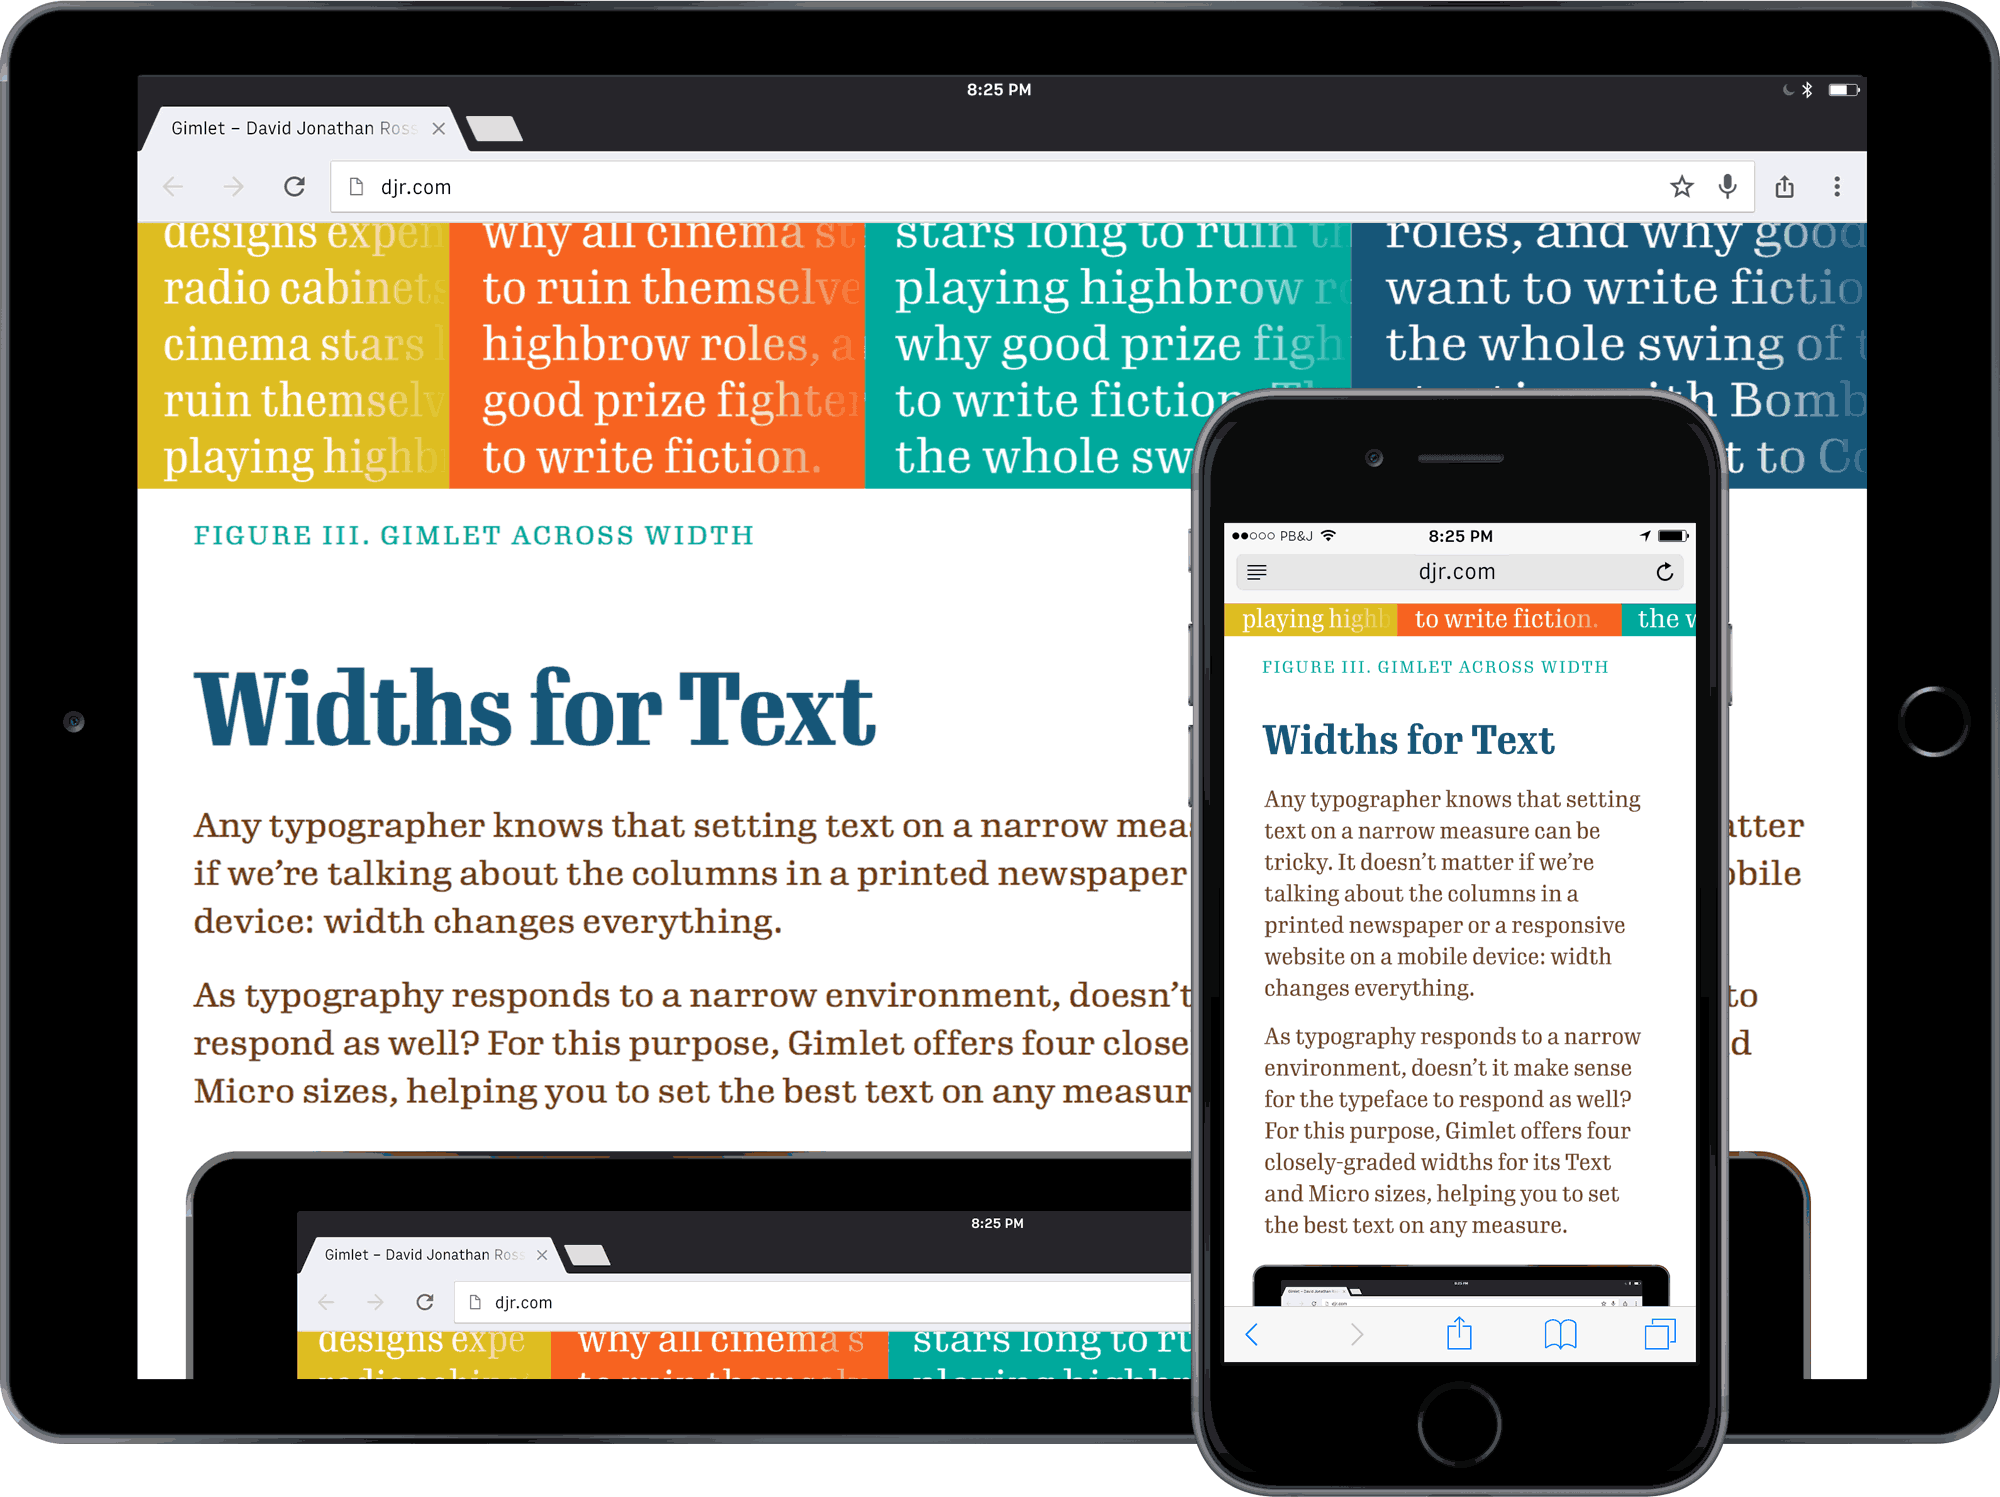 8:25 PM
Gimlet – David Jonathan Ross
djr.com
designs expen
radio cabinets
cinema stars
ruin themselv
playing highb
why all cinema st
to ruin themselve
highbrow roles, a
good prize fighter
to write fiction.
stars long to ruin th
playing highbrow ro
why good prize figh
to write fiction. Th
the whole sw
roles, and why good
want to write fictio
the whole swing of t
with Bomb
t to Co
FIGURE III. GIMLET ACROSS WIDTH
Widths for Text
Any typographer knows that setting text on a narrow meas atter
if we’re talking about the columns in a printed newspaper obile
device: width changes everything.
As typography responds to a narrow environment, doesn’t to
respond as well? For this purpose, Gimlet offers four close d
Micro sizes, helping you to set the best text on any measur
8:25 PM
Gimlet – David Jonathan Ross
djr.com
designs expe
why all cinema s
stars long to ru
PB&J 8:25 PM
djr.com
playing highb
to write fiction.
the w
FIGURE III. GIMLET ACROSS WIDTH
Widths for Text
Any typographer knows that setting
text on a narrow measure can be
tricky. It doesn’t matter if we’re
talking about the columns in a
printed newspaper or a responsive
website on a mobile device: width
changes everything.
As typography responds to a narrow
environment, doesn’t it make sense
for the typeface to respond as well?
For this purpose, Gimlet offers four
closely-graded widths for its Text
and Micro sizes, helping you to set
the best text on any measure.